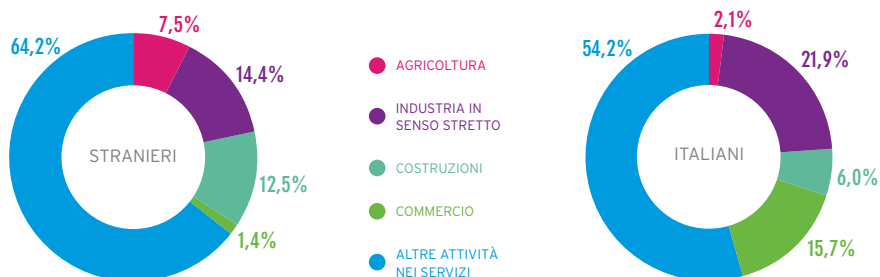 7,5%
64,2%
14,4%
STRANIERI
12,5%
1,4%
AGRICOLTURA
INDUSTRIA IN
SENSO STRETTO
COSTRUZIONI
COMMERCIO
ALTRE ATTIVITÀ
NEI SERVIZI
2,1%
54,2%
21,9%
ITALIANI
6,0%
15,7%